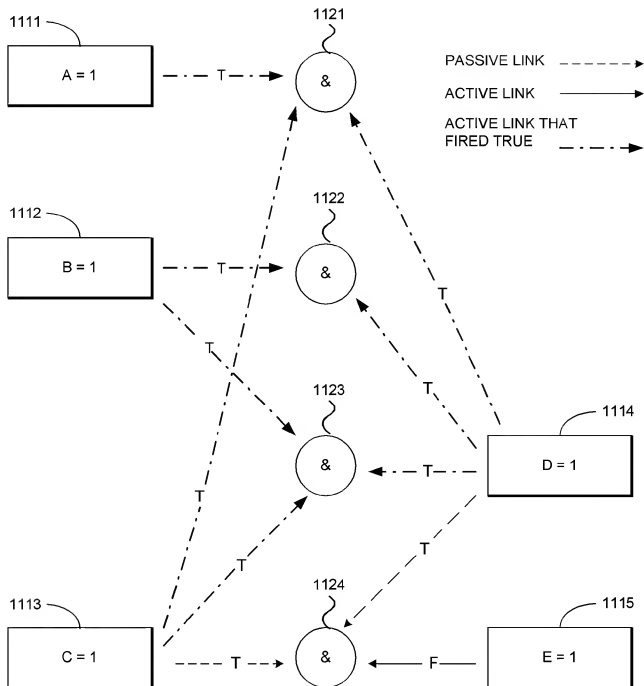 1111
1121
A = 1
T
&
PASSIVE LINK
ACTIVE LINK
ACTIVE LINK THAT
FIRED TRUE
1112
1122
B = 1
T
&
T
T
T
1123
1114
&
T
D = 1
T
T
T
1113
1124
1115
C = 1
T
&
F
E = 1